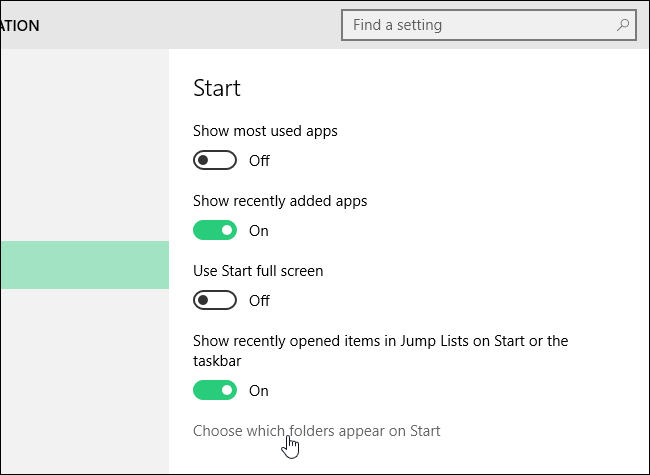 ATION
Find a setting
Start
Show most used apps
Off
Show recently added apps
On
Use Start full screen
Off
Show recently opened items in Jump Lists on Start or the
taskbar
On
Choose which folders appear on Start